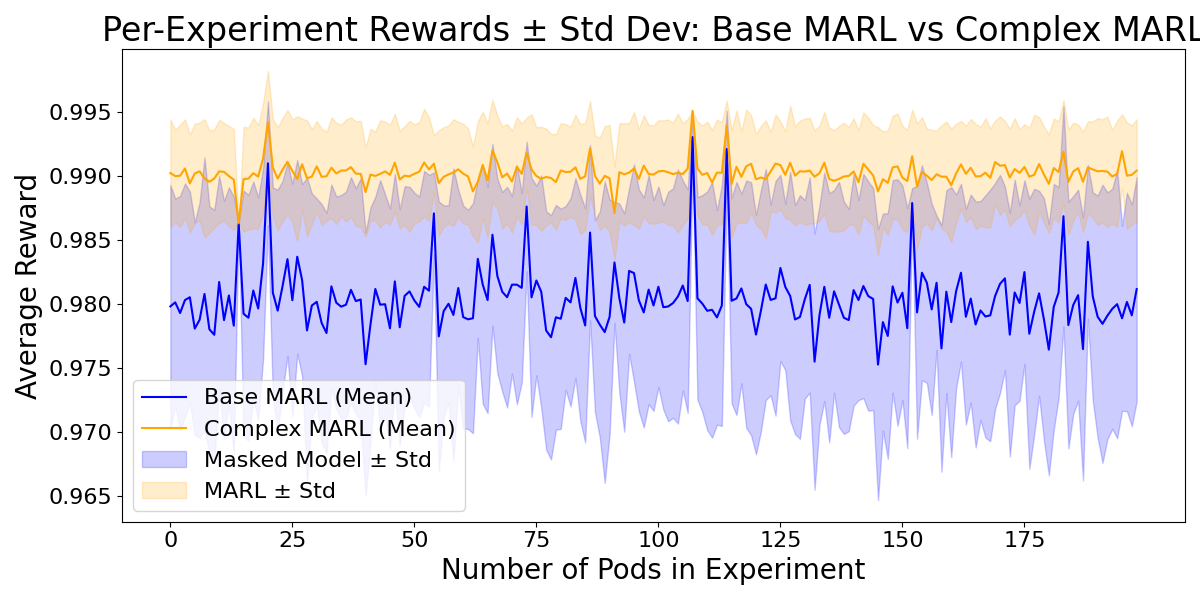 Per-Experiment Rewards ± Std Dev: Base MARL vs Complex MARL
Average Reward
0.995
0.990
0.985
0.980
0.975
0.970
0.965
Base MARL (Mean)
Complex MARL (Mean)
Masked Model ± Std
MARL ± Std
0 25 50 75 100 125 150 175
Number of Pods in Experiment